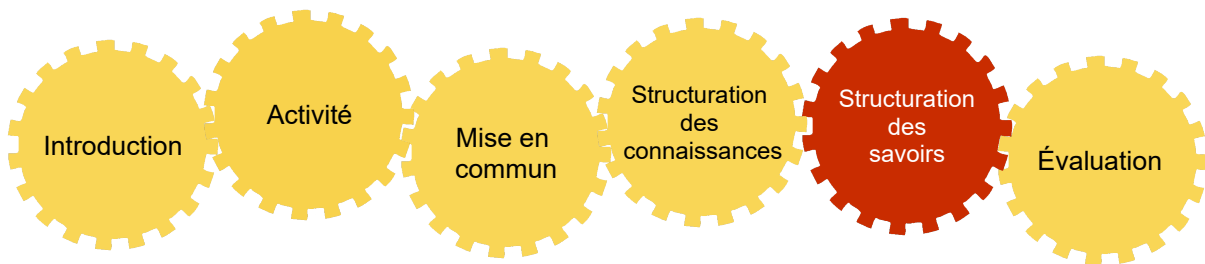 Introduction
Activité
Mise en
commun
Structuration
des
connaissances
Structuration
des
savoirs
Évaluation